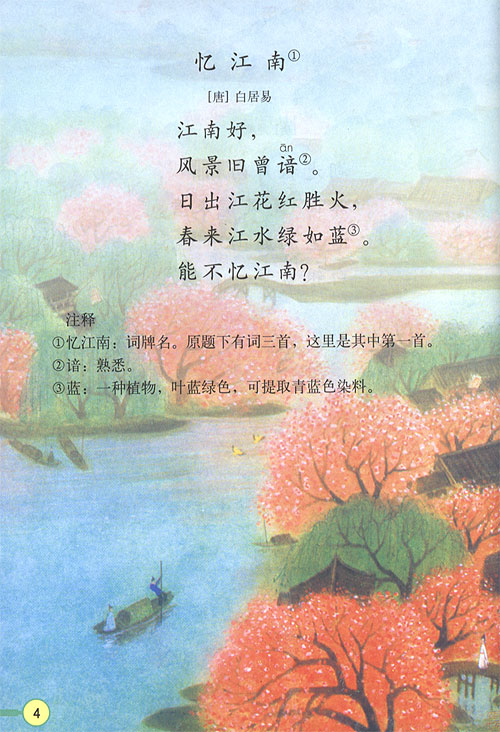 忆江南①
[唐] 白居易
江南好，
ān
风景旧曾谙②。
日出江花红胜火，
春来江水绿如蓝③。
能不忆江南？
注释
①忆江南：词牌名。原题下有词三首，这里是其中第一首。
②谙：熟悉。
③蓝：一种植物，叶蓝绿色，可提取青蓝色染料。
4